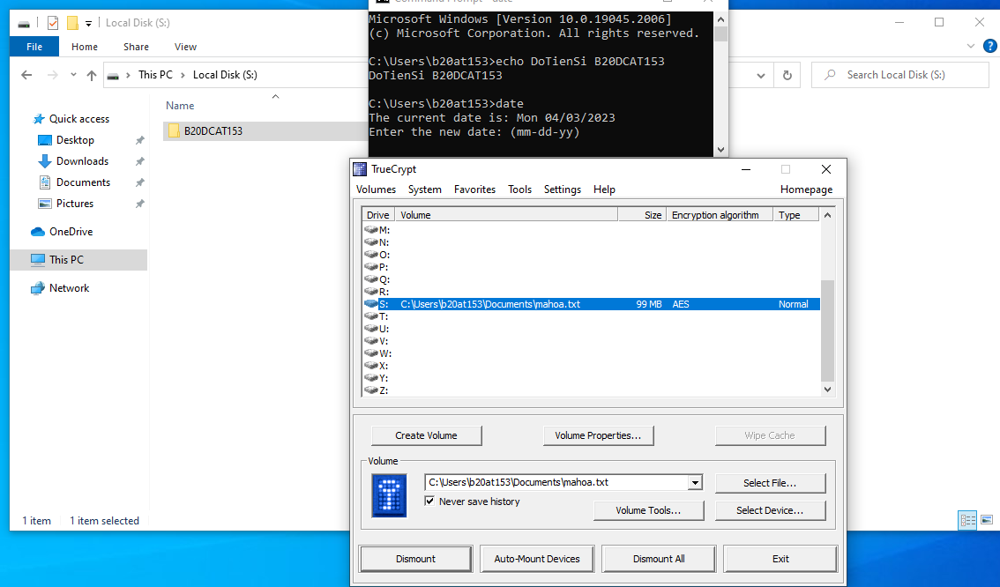 Local Disk (S:)
File Home Share View
This PC > Local Disk (S:)
Search Local Disk (S:)
Quick access
Desktop
Downloads
Documents
Pictures
OneDrive
This PC
Network
Name
B20DCAT153
1 item 1 item selected
Command Prompt - date
Microsoft Windows [Version 10.0.19045.2006]
(c) Microsoft Corporation. All rights reserved.
C:\Users\b20at153>echo DoTienSi B20DCAT153
DoTienSi B20DCAT153
C:\Users\b20at153>date
The current date is: Mon 04/03/2023
Enter the new date: (mm-dd-yy)
TrueCrypt
Volumes System Favorites Tools Settings Help Homepage
Drive Volume Size Encryption algorithm Type
M:
N:
O:
P:
Q:
R:
S: C:\Users\b20at153\Documents\mahoa.txt 99 MB AES Normal
T:
U:
V:
W:
X:
Y:
Z:
Create Volume Volume Properties... Wipe Cache
Volume
C:\Users\b20at153\Documents\mahoa.txt Select File...
Never save history
Volume Tools... Select Device...
Dismount Auto-Mount Devices Dismount All Exit